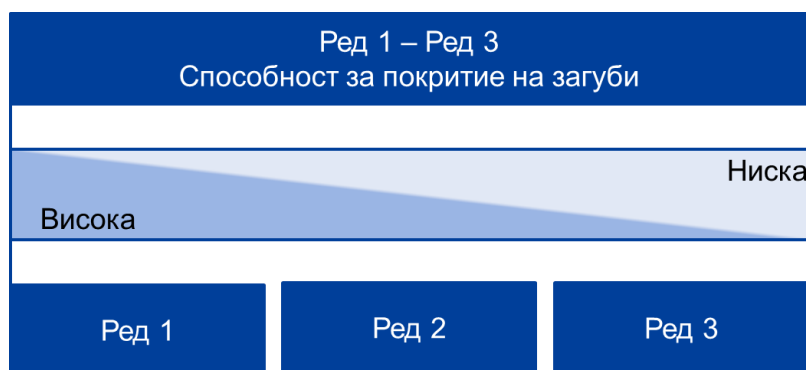 Ред 1 – Ред 3
Способност за покритие на загуби
Ниска
Висока
Ред 1
Ред 2
Ред 3